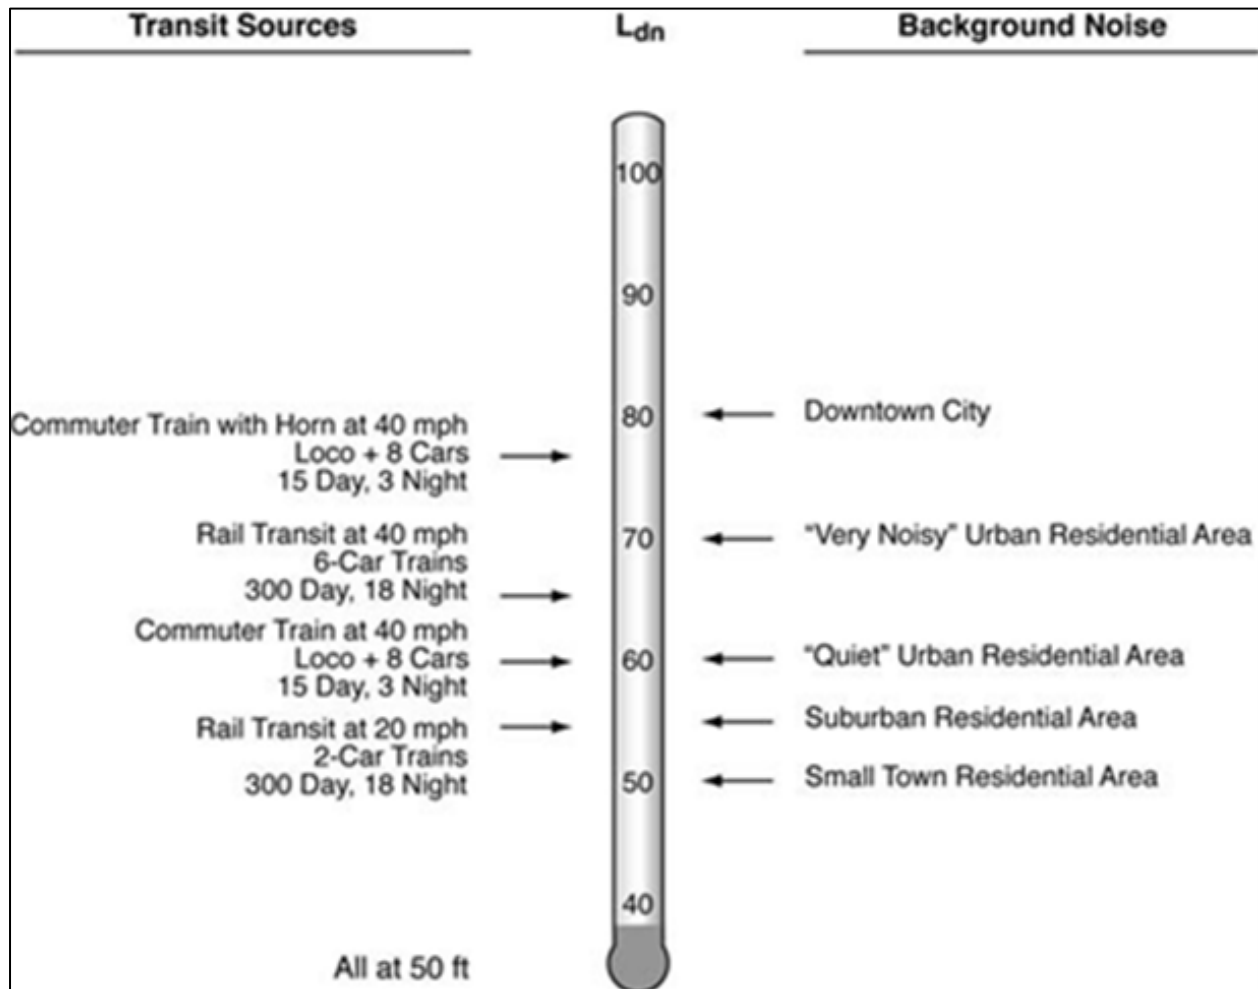 Transit Sources
L_dn
Background Noise
100
90
80
70
60
50
40
Commuter Train with Horn at 40 mph
Loco + 8 Cars
15 Day, 3 Night
Rail Transit at 40 mph
6-Car Trains
300 Day, 18 Night
Commuter Train at 40 mph
Loco + 8 Cars
15 Day, 3 Night
Rail Transit at 20 mph
2-Car Trains
300 Day, 18 Night
All at 50 ft
Downtown City
“Very Noisy” Urban Residential Area
“Quiet” Urban Residential Area
Suburban Residential Area
Small Town Residential Area